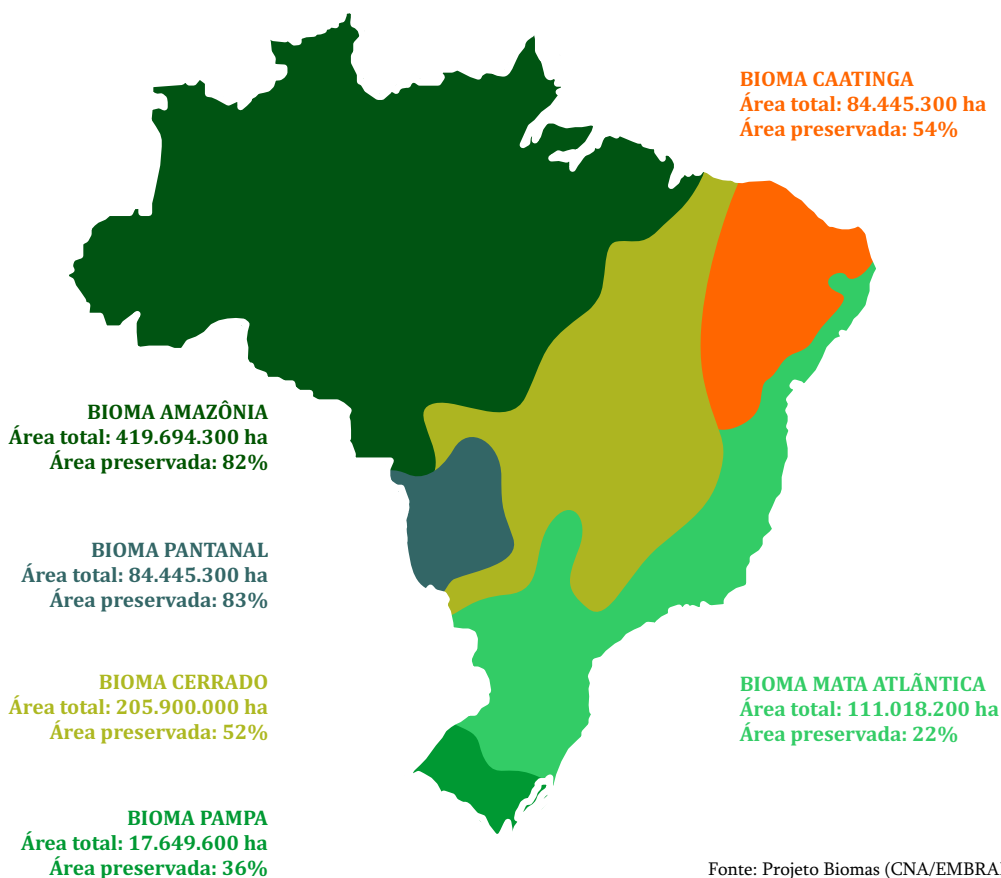 BIOMA CAATINGA
Área total: 84.445.300 ha
Área preservada: 54%
BIOMA AMAZÔNIA
Área total: 419.694.300 ha
Área preservada: 82%
BIOMA PANTANAL
Área total: 84.445.300 ha
Área preservada: 83%
BIOMA CERRADO
Área total: 205.900.000 ha
Área preservada: 52%
BIOMA MATA ATLÃNTICA
Área total: 111.018.200 ha
Área preservada: 22%
BIOMA PAMPA
Área total: 17.649.600 ha
Área preservada: 36%
Fonte: Projeto Biomas (CNA/EMBRA